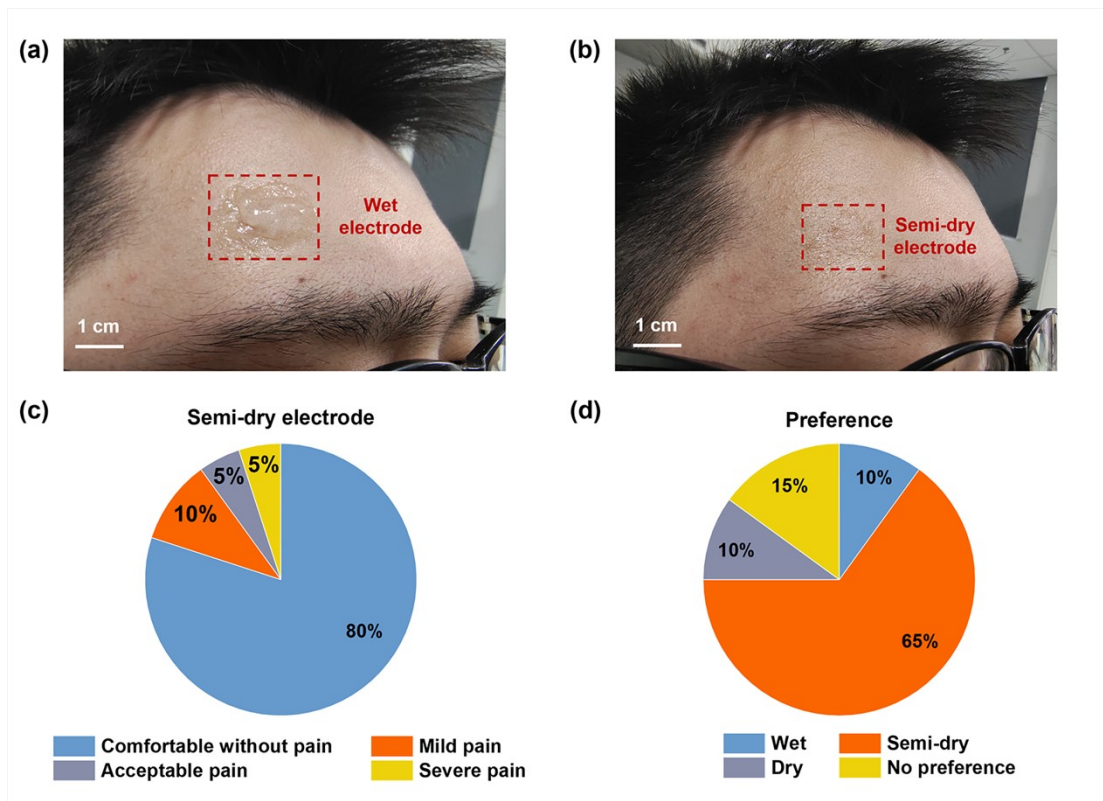 (a)
Wet
electrode
1 cm
(b)
Semi-dry
electrode
1 cm
(c)
Semi-dry electrode
5%
5%
10%
80%
Comfortable without pain
Mild pain
Acceptable pain
Severe pain
(d)
Preference
15%
10%
10%
65%
Wet
Semi-dry
Dry
No preference